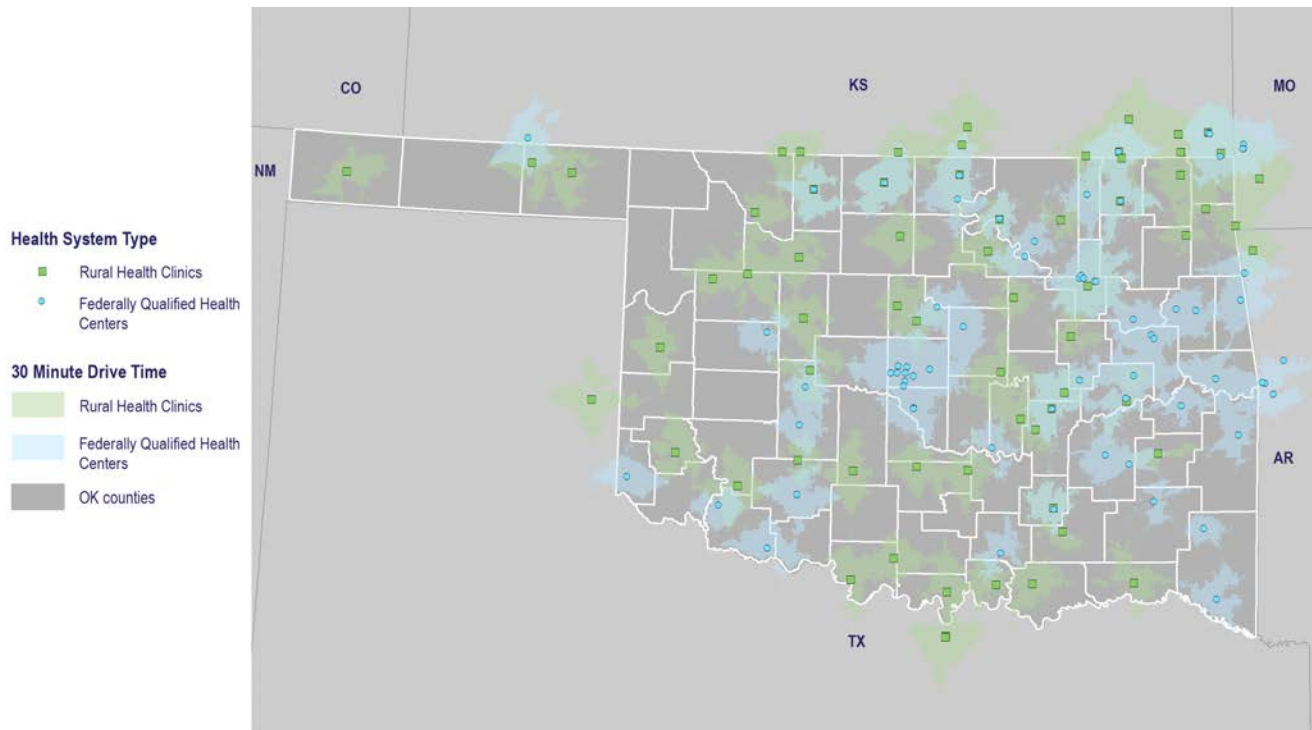 CO
KS
MO
NM
Health System Type
Rural Health Clinics
Federally Qualified Health
Centers
30 Minute Drive Time
Rural Health Clinics
Federally Qualified Health
Centers
OK counties
AR
TX